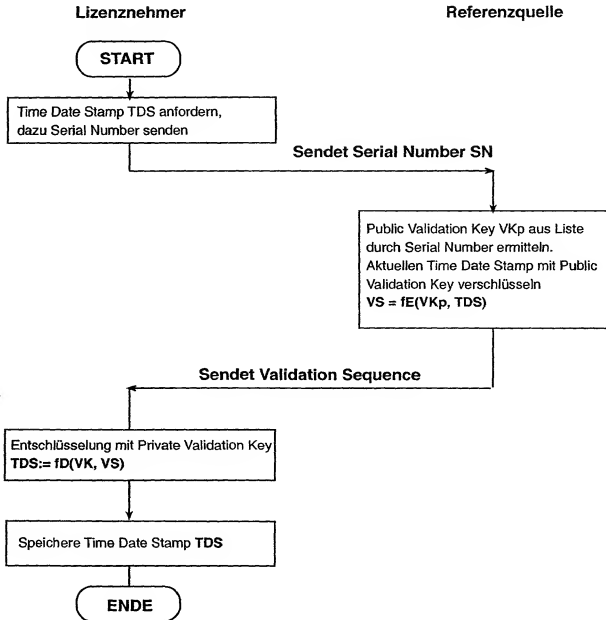 Lizenznehmer
Referenzquelle
START
Time Date Stamp TDS anfordern,
dazu Serial Number senden
Sendet Serial Number SN
Public Validation Key VKp aus Liste
durch Serial Number ermitteln.
Aktuellen Time Date Stamp mit Public
Validation Key verschlüsseln
VS = fE(VKp, TDS)
Sendet Validation Sequence
Entschlüsselung mit Private Validation Key
TDS:= fD(VK, VS)
Speichere Time Date Stamp TDS
ENDE